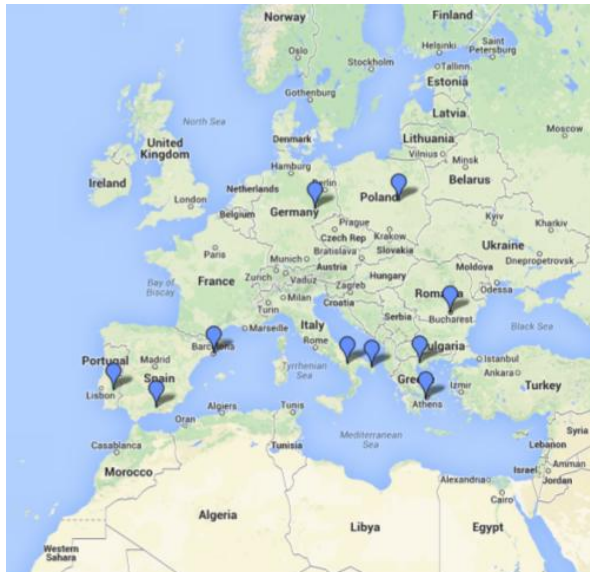 Norway
Finland
Oslo
Helsinki
Saint
Petersburg
Stockholm
Tallinn
Estonia
Gothenburg
Latvia
North Sea
Denmark
Moscow
Lithuania
United
Kingdom
Vilnius
Minsk
Ireland
Hamburg
Belarus
Netherlands
Berlin
Poland
London
Germany
Belgium
Prague
Kyiv
Kharkiv
Czech Rep
Krakow
Paris
Ukraine
Munich
Bratislava
Slovakia
Dnepropetrovsk
Austria
Zurich
Vaduz
Hungary
Moldova
France
Bay of
Biscay
Milan
Zagreb
Odessa
Turin
Croatia
Romania
Serbia
Bucharest
Italy
Marseille
Black Sea
Rome
Bulgaria
Barcelona
Portugal
Madrid
Istanbul
Spain
Tyrrhenian
Sea
Ankara
Gree
Izmir
Turkey
Lisbon
Athens
Algiers
Tunis
Oran
Syria
Casablanca
Mediterranean
Sea
Tunisia
Lebanon
Morocco
Israel
Amman
Alexandria
Jordan
Cairo
Algeria
Libya
Egypt
Western
Sahara